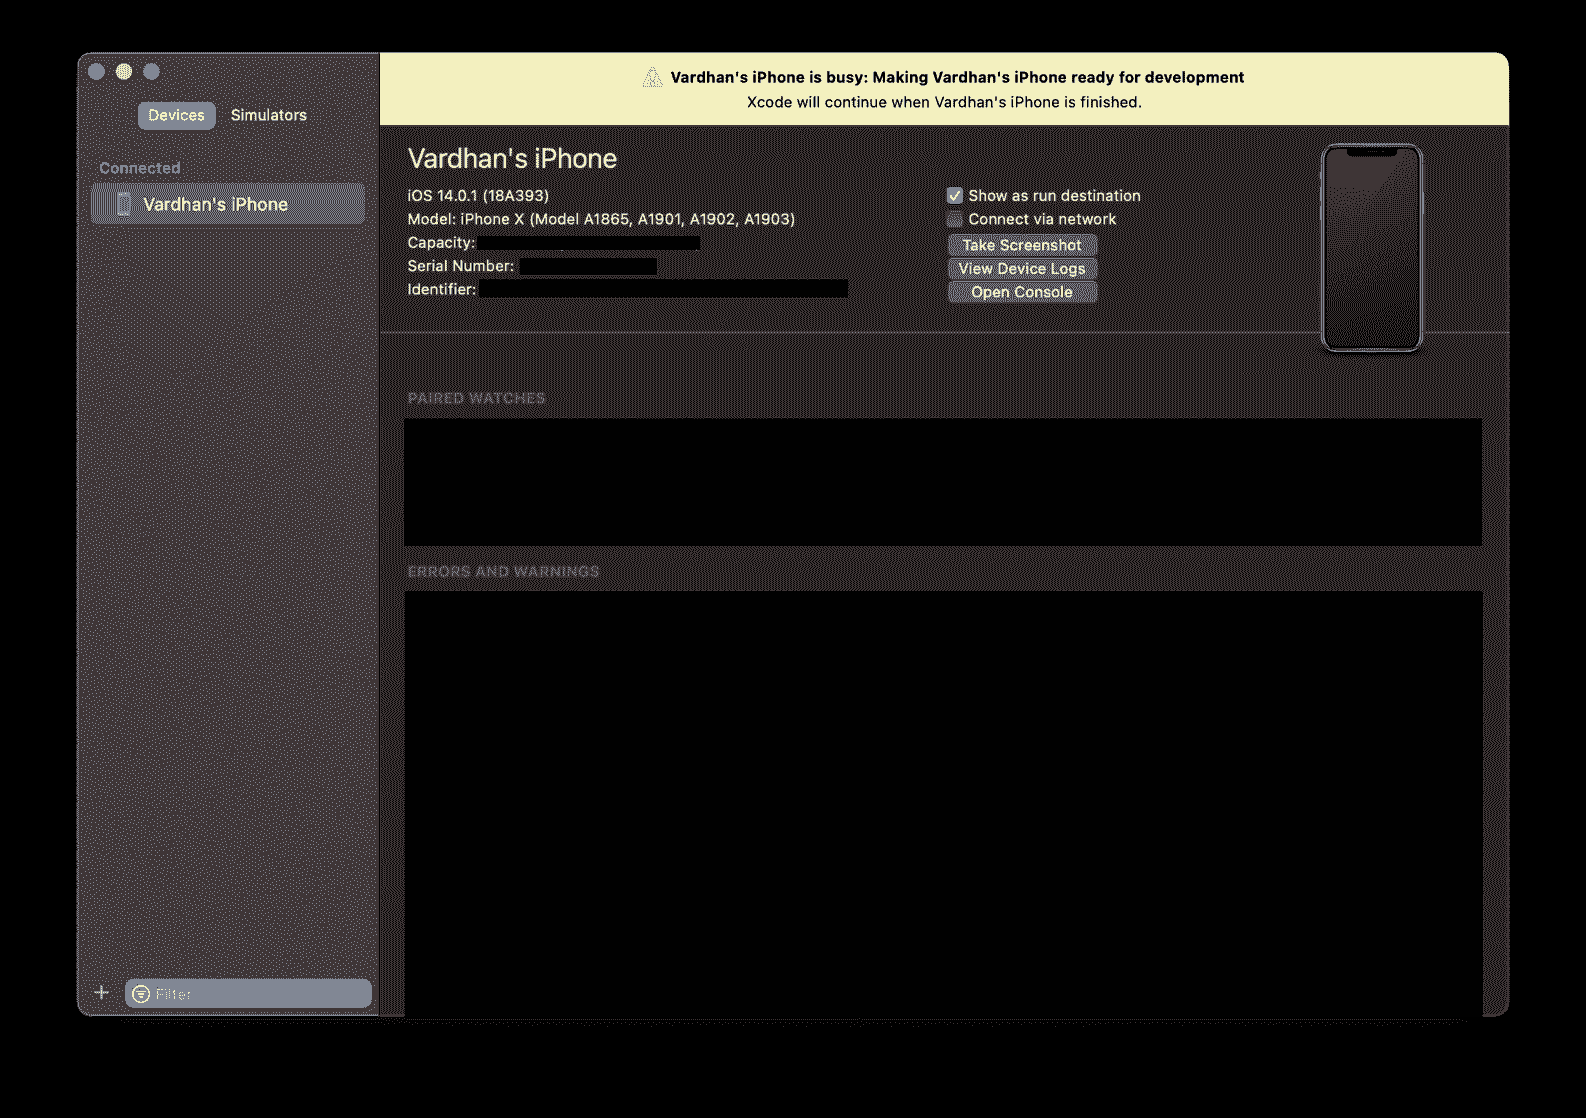 Devices Simulators
Connected
Vardhan's iPhone
Filter
Vardhan's iPhone is busy: Making Vardhan's iPhone ready for development
Xcode will continue when Vardhan's iPhone is finished.
Vardhan's iPhone
iOS 14.0.1 (18A393)
Model: iPhone X (Model A1865, A1901, A1902, A1903)
Capacity:
Serial Number:
Identifier:
Show as run destination
Connect via network
Take Screenshot
View Device Logs
Open Console
PAIRED WATCHES
ERRORS AND WARNINGS